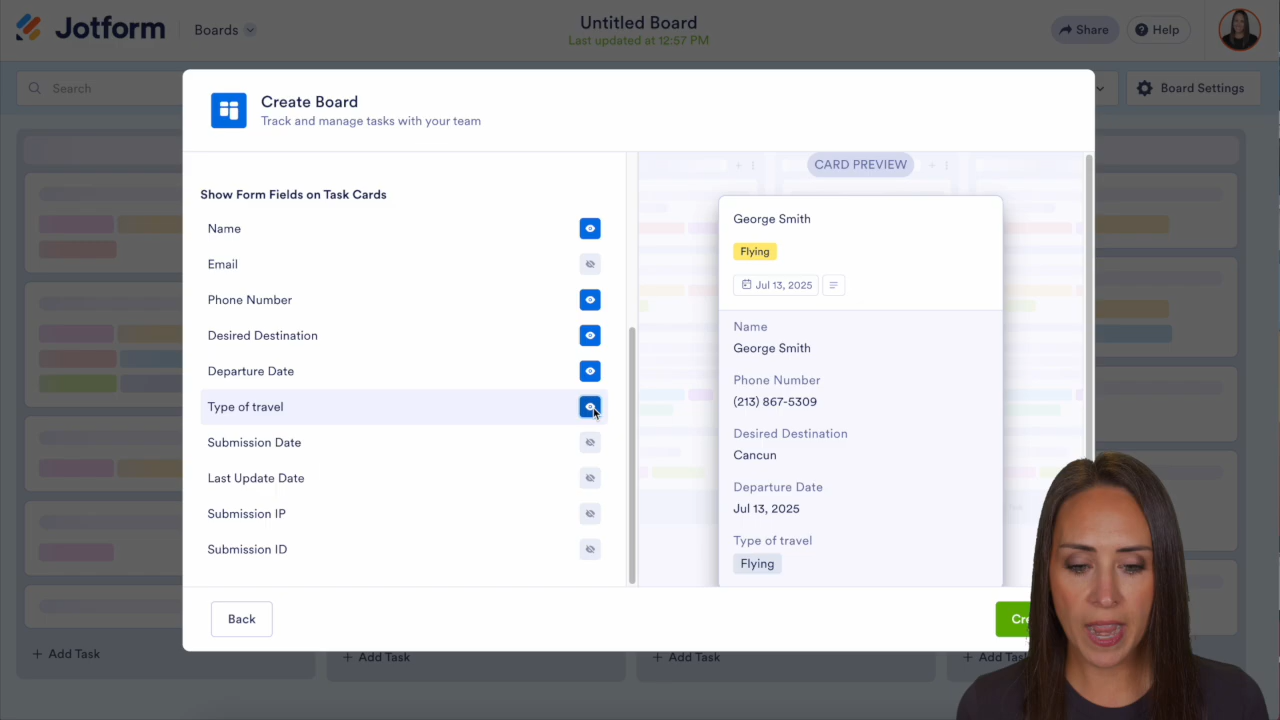 Jotform
Boards
Untitled Board
Last updated at 12:57 PM
Share
Help
Search
Board Settings
Create Board
Track and manage tasks with your team
Show Form Fields on Task Cards
Name
Email
Phone Number
Desired Destination
Departure Date
Type of travel
Submission Date
Last Update Date
Submission IP
Submission ID
CARD PREVIEW
George Smith
Flying
Jul 13, 2025
Name
George Smith
Phone Number
(213) 867-5309
Desired Destination
Cancun
Departure Date
Jul 13, 2025
Type of travel
Flying
Back
+ Add Task
+ Add Task
+ Add Task
+ Add